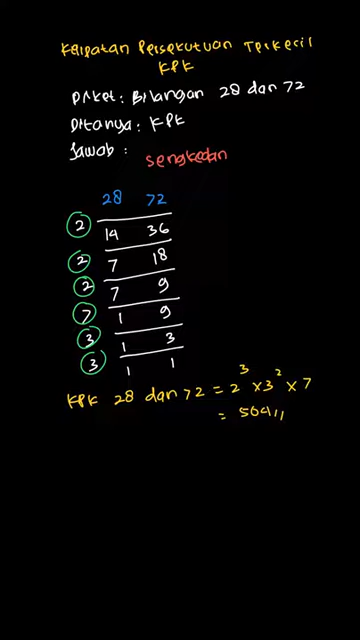 Kelipatan Persekutuan Terkecil
KPK
Diket : Bilangan 28 dan 72
Ditanya : KPK
Jawab :
sengkedan
28 72
2
14 36
2 7 18
2 7 9
7 1 9
3 1 3
3 1 1
KPK 28 dan 72 = 2³ x 3² x 7
= 504 //